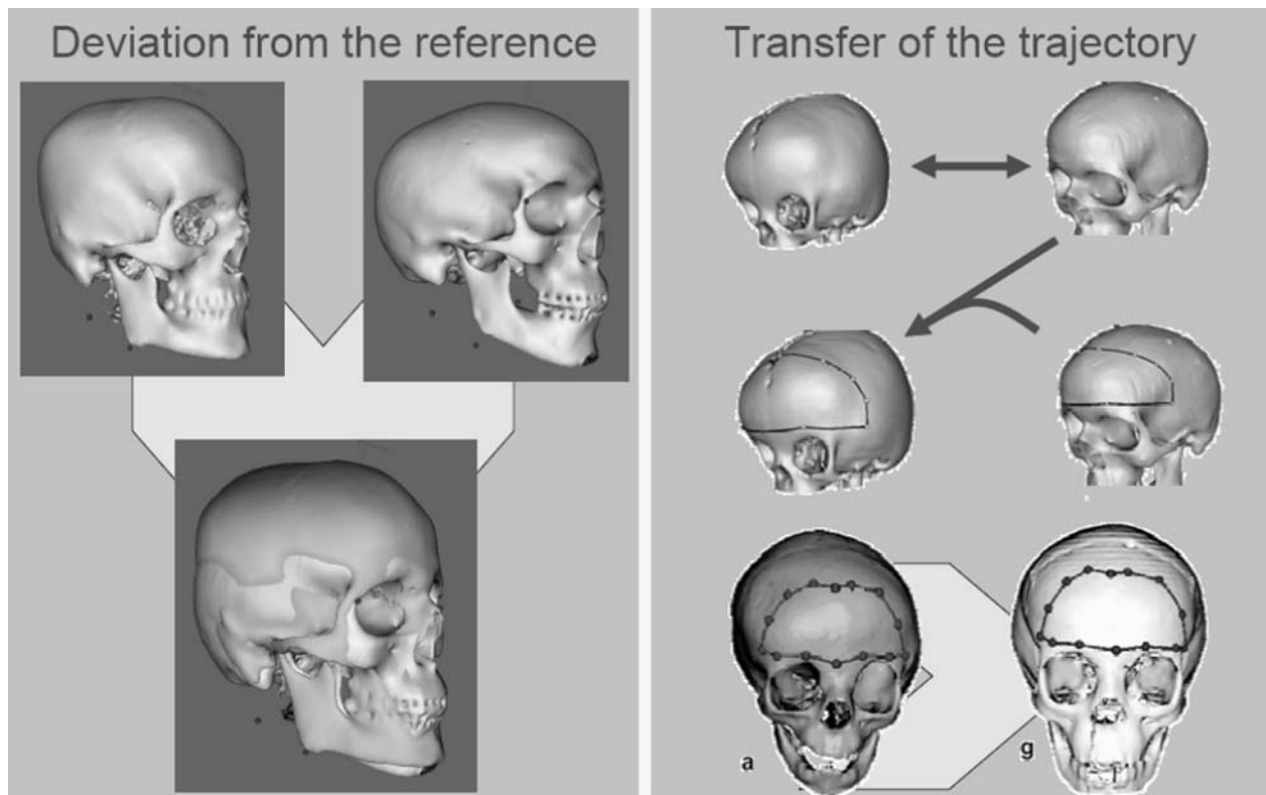 Deviation from the reference
Transfer of the trajectory
a
g